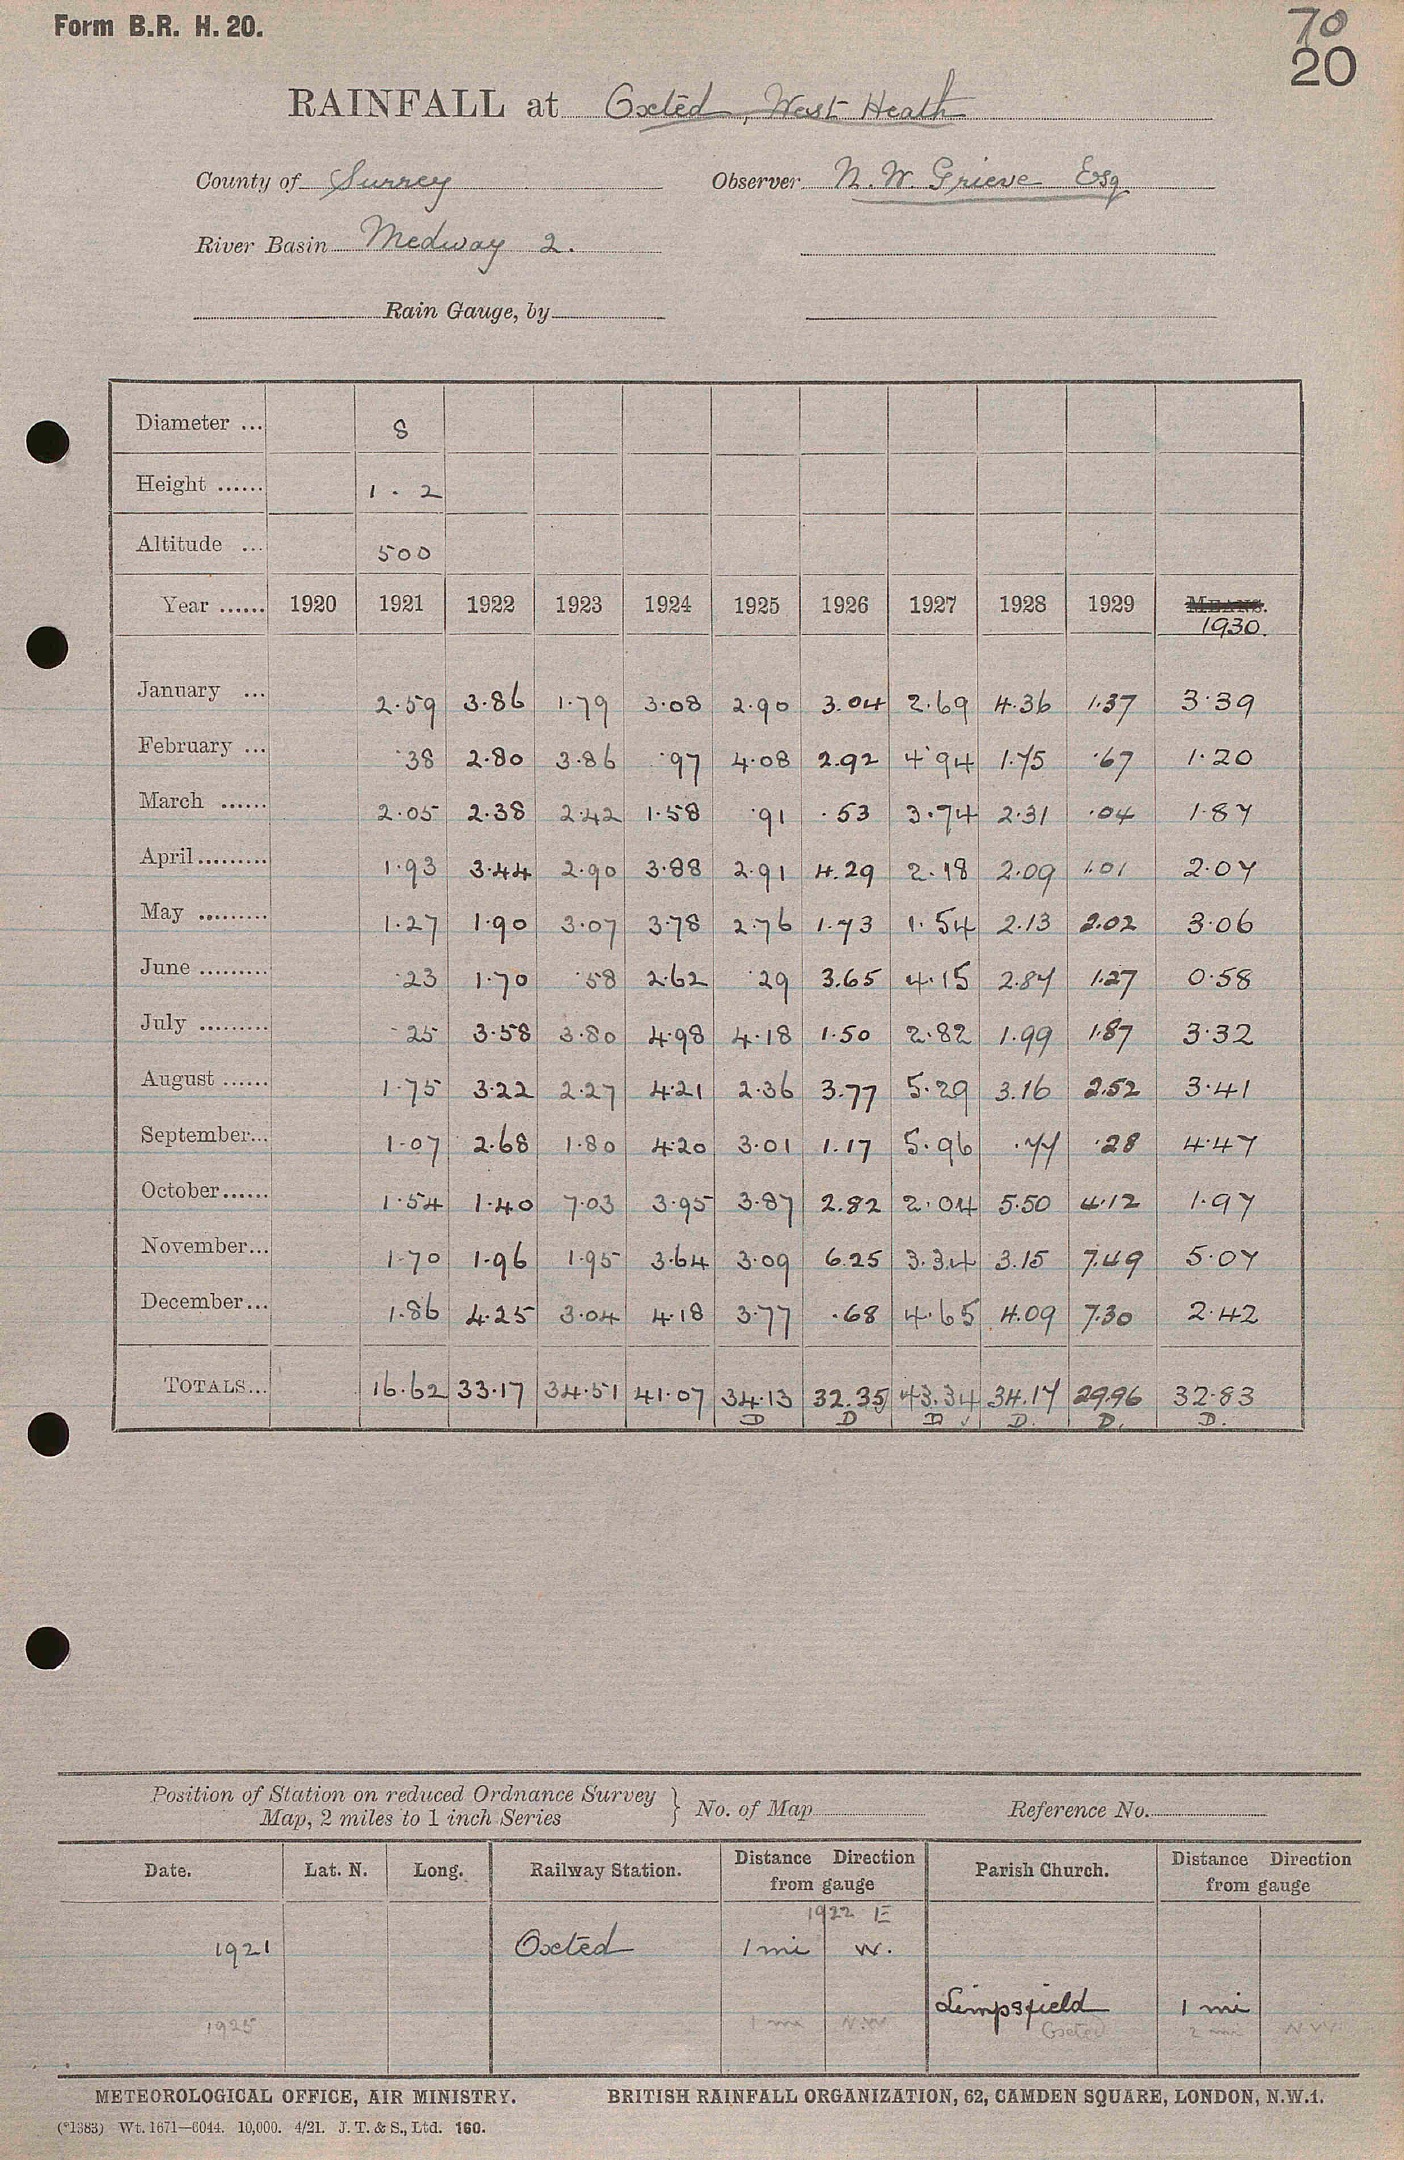 Form B.R. H. 20.
70
20
RAINFALL at Oxted, West Heath
County of Surrey Observer N. W. Grieve Esq
River Basin Medway 2.
Rain Gauge, by
Diameter ... 8
Height ...... 1 . 2
Altitude ... 500
Year ...... 1920 1921 1922 1923 1924 1925 1926 1927 1928 1929 MEANS.
1930.
January ... 2.59 3.86 1.79 3.08 2.90 3.04 2.69 4.36 1.37 3.39
February ... .38 2.80 3.86 .97 4.08 2.92 4.94 1.75 .67 1.20
March ...... 2.05 2.38 2.42 1.58 .91 .53 3.74 2.31 .04 1.87
April ......... 1.93 3.44 2.90 3.88 2.91 4.29 2.18 2.09 1.01 2.07
May ......... 1.27 1.90 3.07 3.78 2.76 1.73 1.54 2.13 2.02 3.06
June ......... .23 1.70 .58 2.62 .29 3.65 4.15 2.87 1.27 0.58
July ......... .25 3.58 3.80 4.98 4.18 1.50 2.82 1.99 1.87 3.32
August ...... 1.75 3.22 2.27 4.21 2.36 3.77 5.29 3.16 2.52 3.41
September... 1.07 2.68 1.80 4.20 3.01 1.17 5.96 .77 .28 4.47
October...... 1.54 1.40 7.03 3.95 3.87 2.82 2.04 5.50 4.12 1.97
November... 1.70 1.96 1.95 3.64 3.09 6.25 3.34 3.15 7.49 5.07
December... 1.86 4.25 3.04 4.18 3.77 .68 4.65 4.09 7.30 2.42
TOTALS... 16.62 33.17 34.51 41.07 34.13 32.35 43.34 34.17 29.96 32.83
D D D ✓ D. D. D.
Position of Station on reduced Ordnance Survey
Map, 2 miles to 1 inch Series } No. of Map Reference No.
Date. Lat. N. Long. Railway Station. Distance Direction from gauge Parish Church. Distance Direction from gauge
1922 E
1921 Oxted 1 mi W.
Limpsfield 1 mi
1925 1 mi N.W. Oxted 2 mi N.W.
METEOROLOGICAL OFFICE, AIR MINISTRY. BRITISH RAINFALL ORGANIZATION, 62, CAMDEN SQUARE, LONDON, N.W.1.
(*1383) Wt. 1671—6044. 10,000. 4/21. J. T. & S., Ltd. 160.